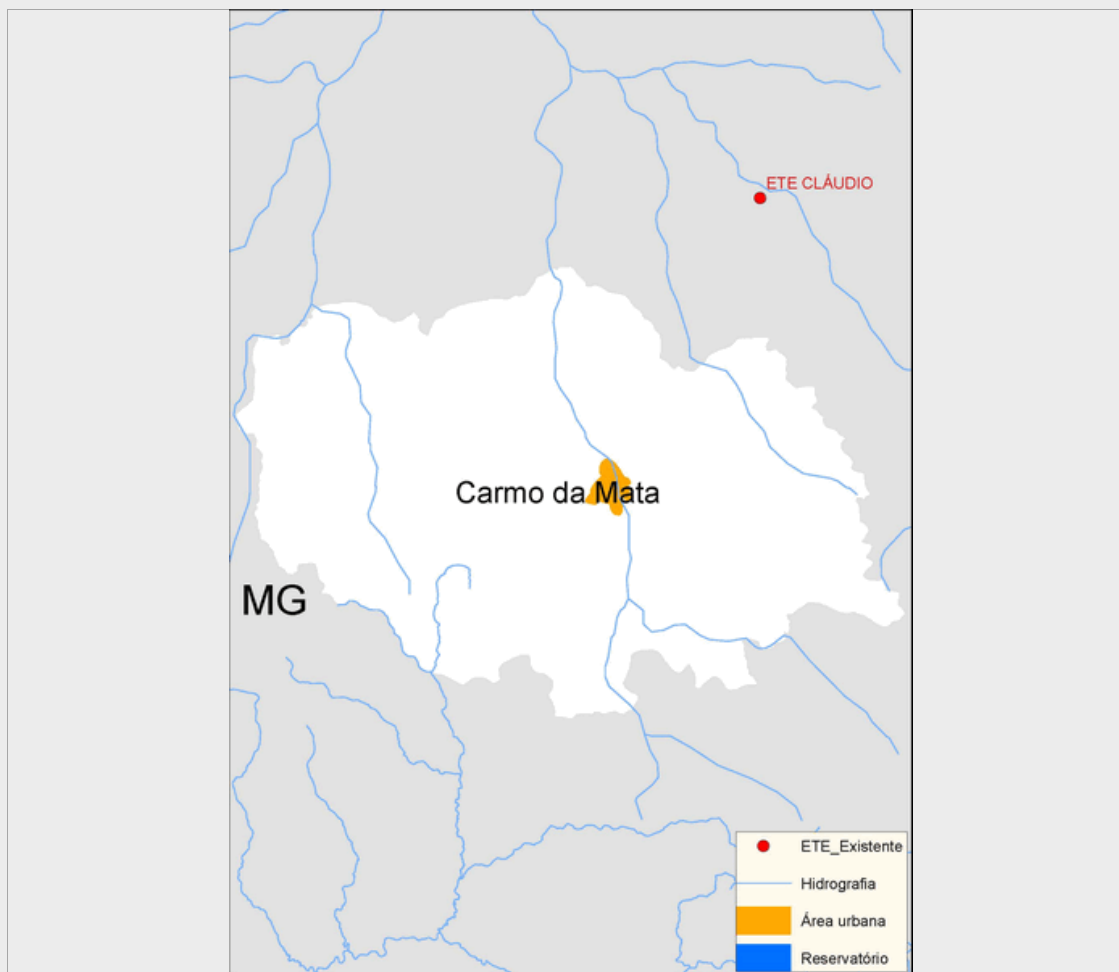 ETE CLÁUDIO
Carmo da Mata
MG
ETE_Existente
Hidrografia
Área urbana
Reservatório